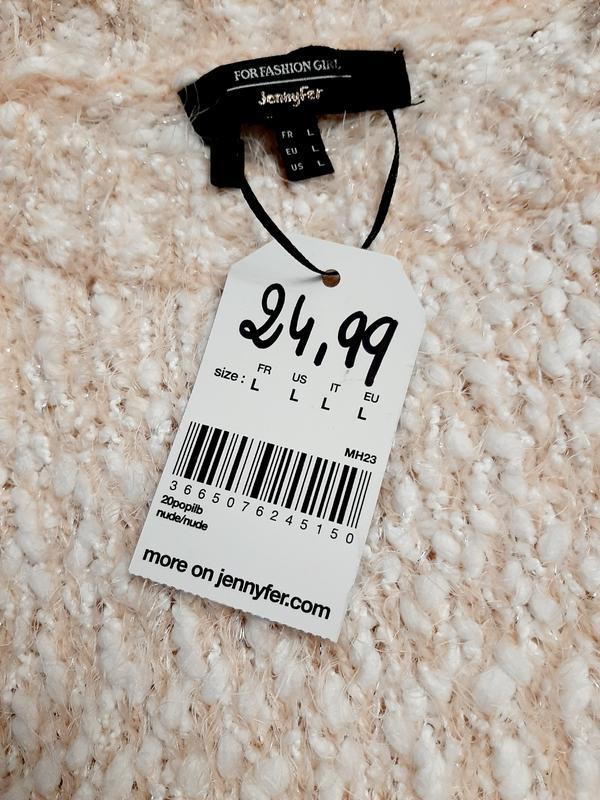 FOR FASHION GIRL
JennyFer
FR L
EU L
US L
24,99
size : FR L US L IT L EU L
MH23
3665076245150
20popilb
nude/nude
more on jennyfer.com